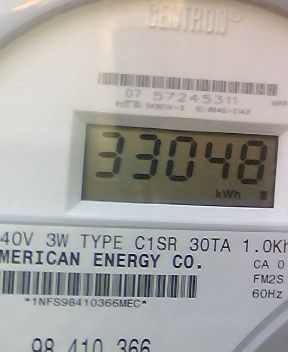 CENTRON®
07 57245311
33048
kWh
40V 3W TYPE C1SR 30TA 1.0Kh
MERICAN ENERGY CO.
CA 0
FM2S
60Hz
*1NFS98410366MEC*
98 410 366